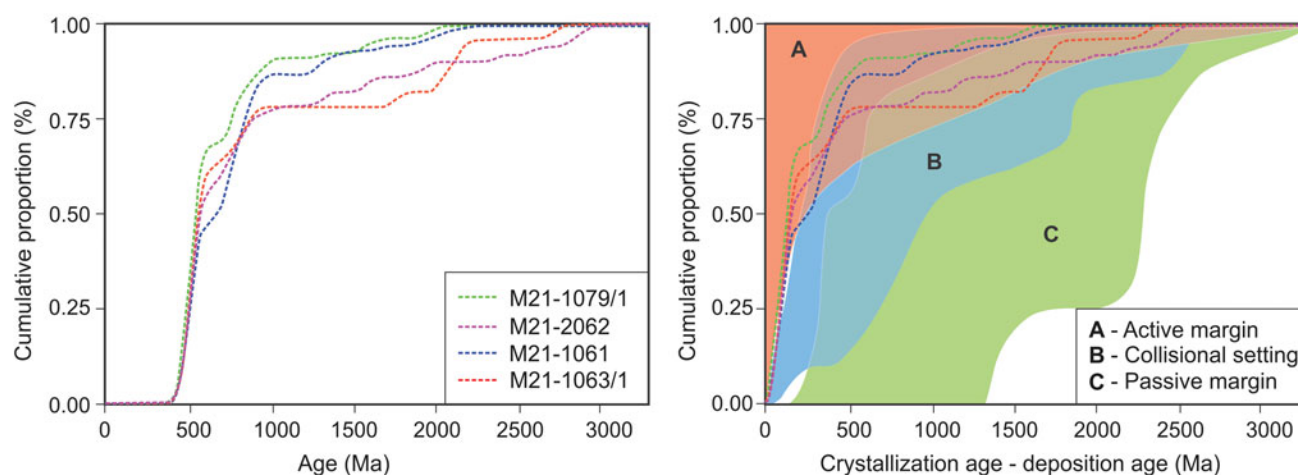 1.00
0.75
0.50
0.25
0.00
Cumulative proportion (%)
0
500
1000
1500
2000
2500
3000
Age (Ma)
M21-1079/1
M21-2062
M21-1061
M21-1063/1
1.00
0.75
0.50
0.25
0.00
Cumulative proportion (%)
A
B
C
A - Active margin
B - Collisional setting
C - Passive margin
0
500
1000
1500
2000
2500
3000
Crystallization age - deposition age (Ma)